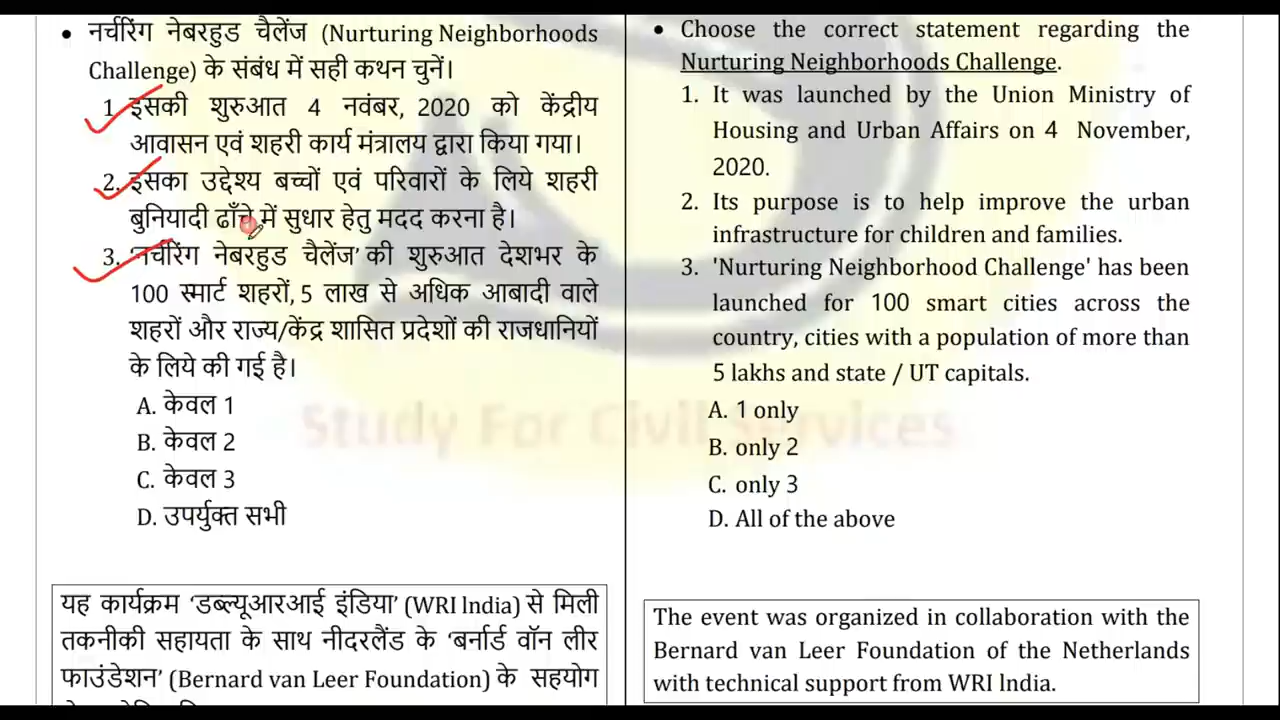 • नर्चरिंग नेबरहुड चैलेंज (Nurturing Neighborhoods
Challenge) के संबंध में सही कथन चुनें।
1. इसकी शुरुआत 4 नवंबर, 2020 को केंद्रीय
आवासन एवं शहरी कार्य मंत्रालय द्वारा किया गया।
2. इसका उद्देश्य बच्चों एवं परिवारों के लिये शहरी
बुनियादी ढाँचे में सुधार हेतु मदद करना है।
3. 'नर्चरिंग नेबरहुड चैलेंज' की शुरुआत देशभर के
100 स्मार्ट शहरों, 5 लाख से अधिक आबादी वाले
शहरों और राज्य/केंद्र शासित प्रदेशों की राजधानियों
के लिये की गई है।
A. केवल 1
B. केवल 2
C. केवल 3
D. उपर्युक्त सभी
यह कार्यक्रम 'डब्ल्यूआरआई इंडिया' (WRI India) से मिली
तकनीकी सहायता के साथ नीदरलैंड के 'बर्नार्ड वॉन लीर
फाउंडेशन' (Bernard van Leer Foundation) के सहयोग
• Choose the correct statement regarding the
Nurturing Neighborhoods Challenge.
1. It was launched by the Union Ministry of
Housing and Urban Affairs on 4 November,
2020.
2. Its purpose is to help improve the urban
infrastructure for children and families.
3. 'Nurturing Neighborhood Challenge' has been
launched for 100 smart cities across the
country, cities with a population of more than
5 lakhs and state / UT capitals.
A. 1 only
B. only 2
C. only 3
D. All of the above
The event was organized in collaboration with the
Bernard van Leer Foundation of the Netherlands
with technical support from WRI India.
Study For Civil Services